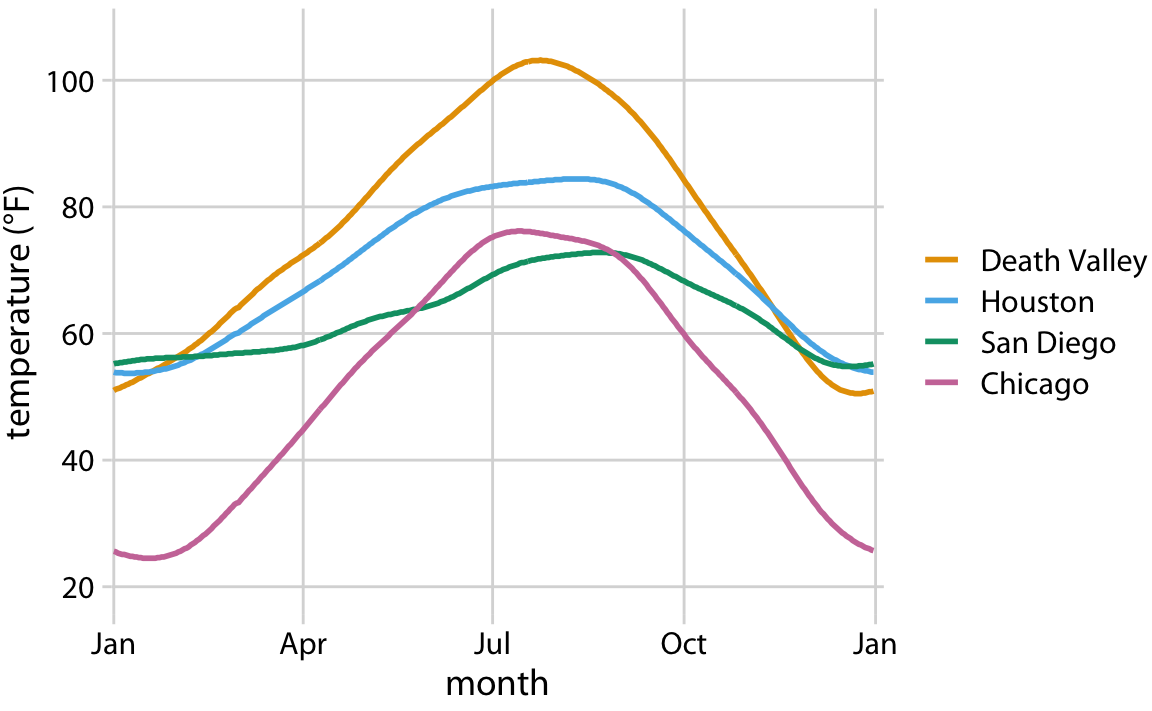 temperature (°F)
100
80
60
40
20
Jan Apr Jul Oct Jan
month
Death Valley
Houston
San Diego
Chicago